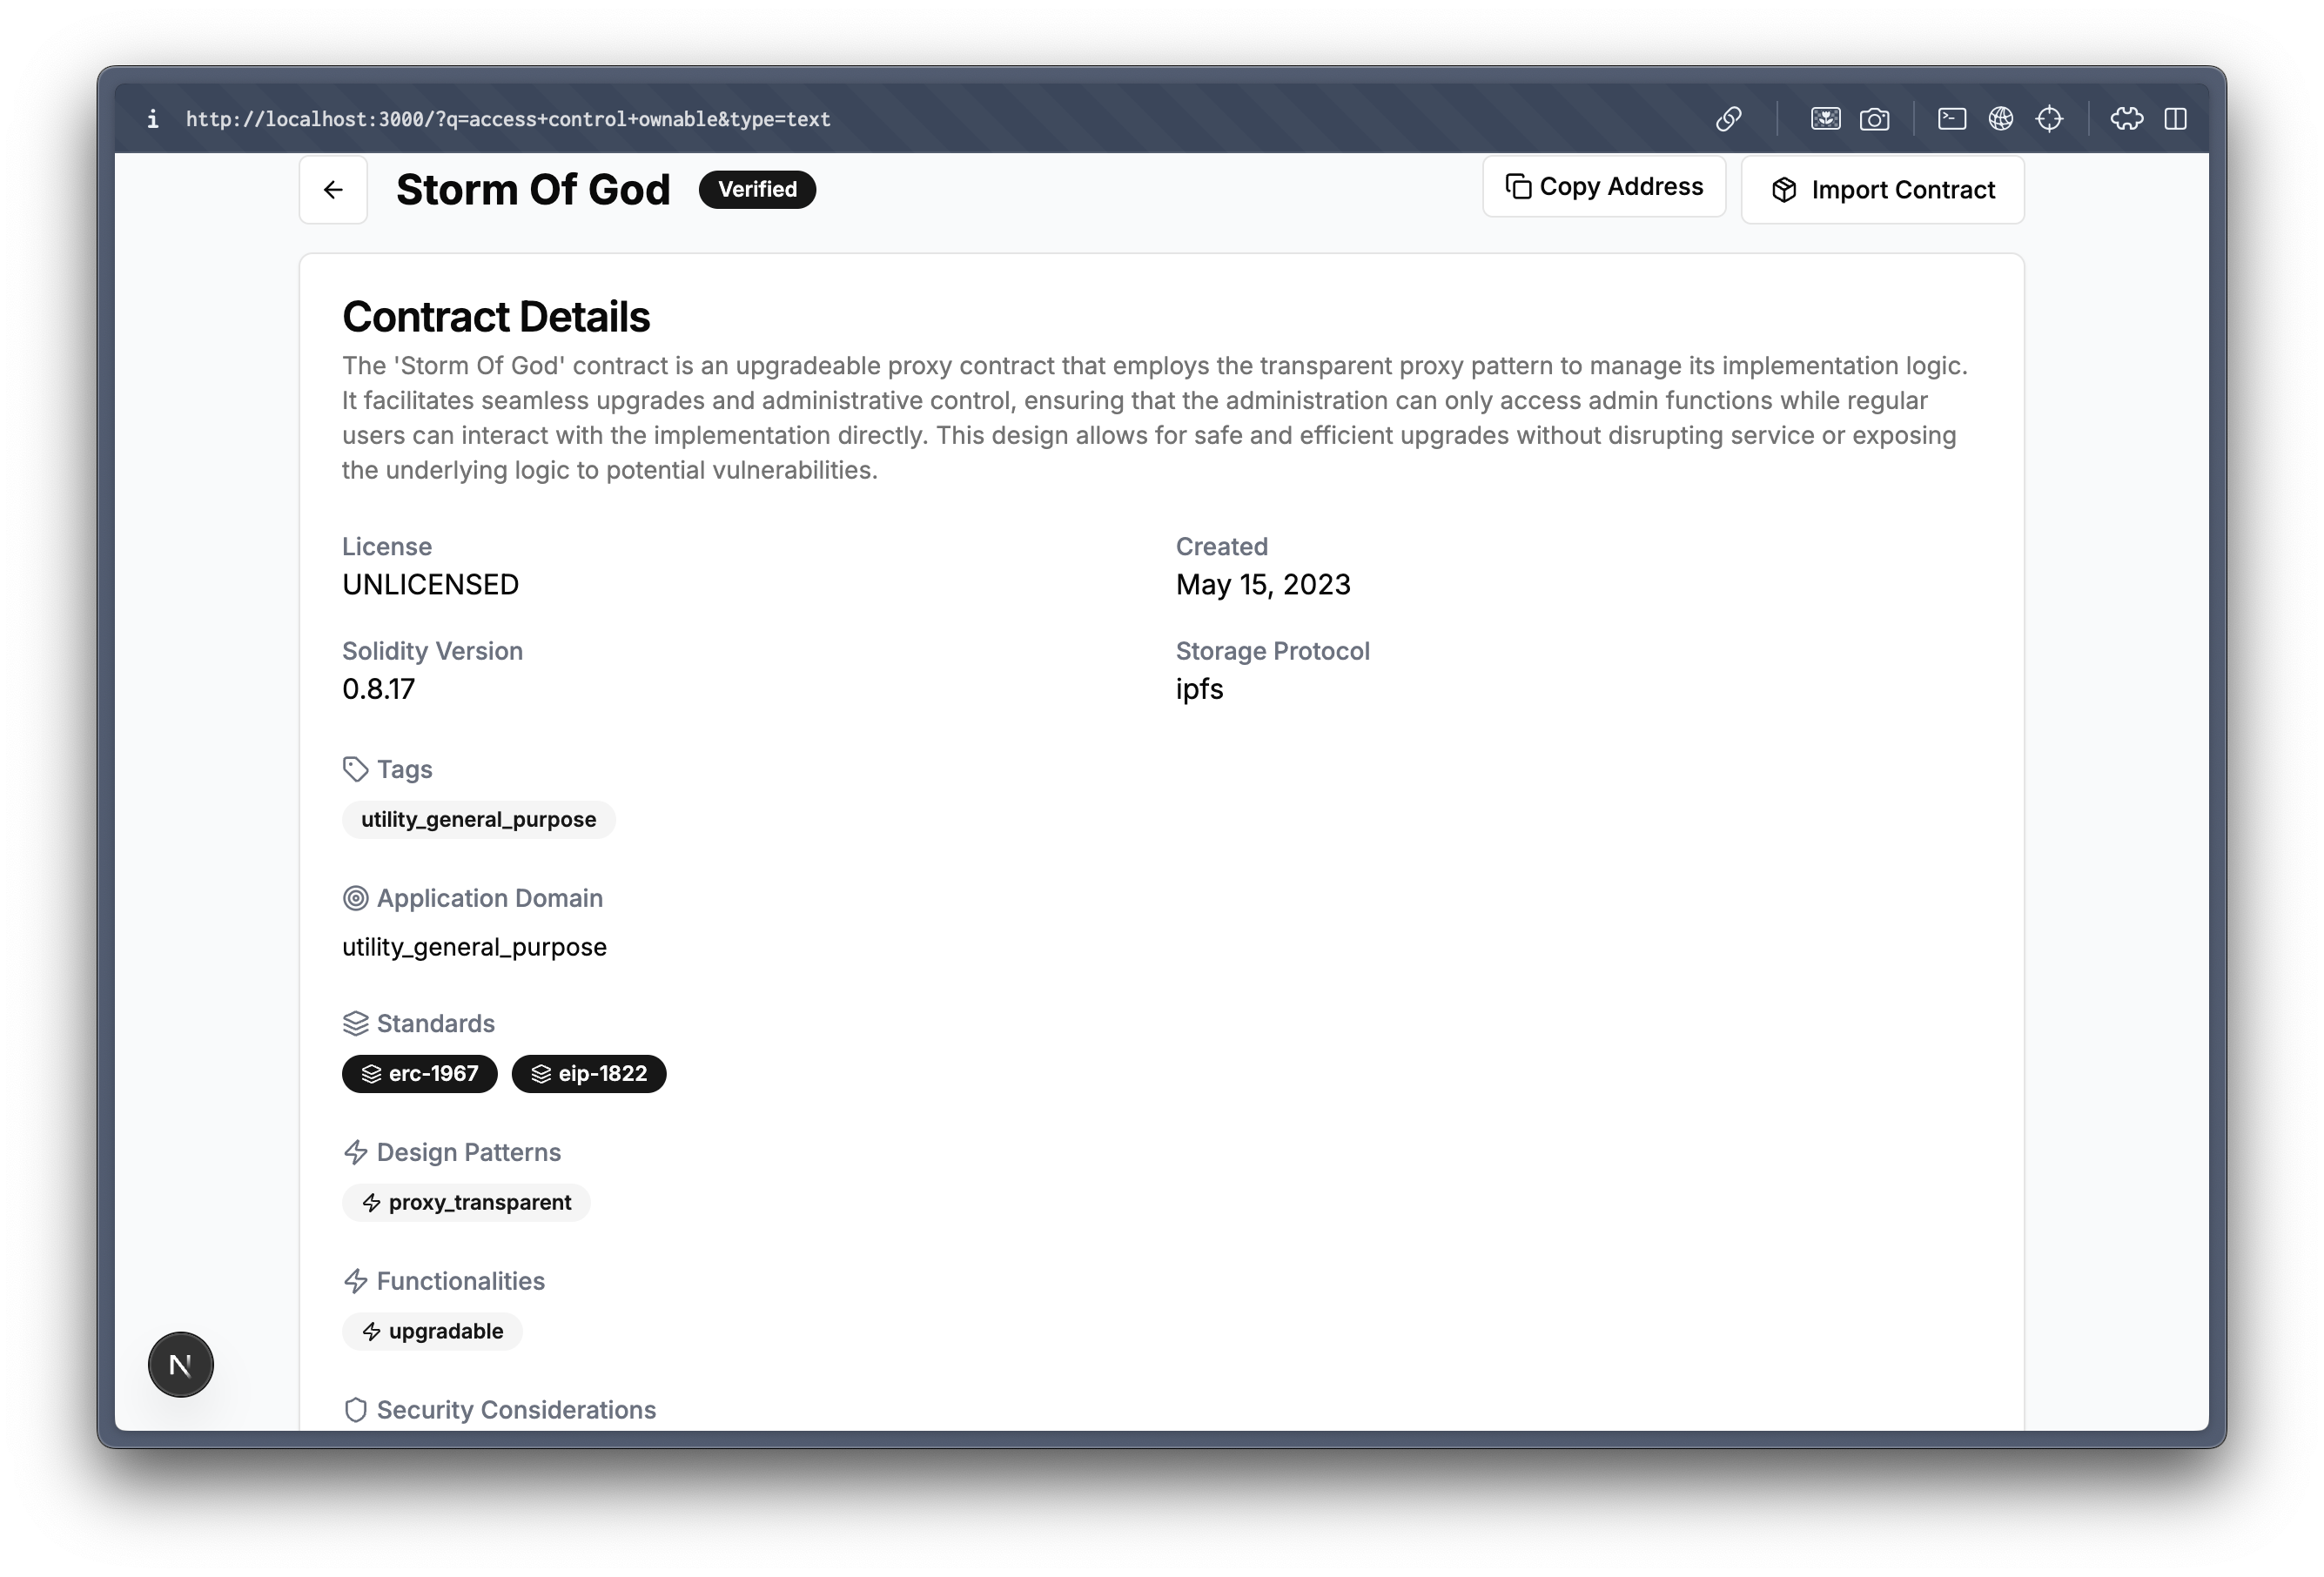 i http://localhost:3000/?q=access+control+ownable&type=text
Storm Of God Verified Copy Address Import Contract
Contract Details
The 'Storm Of God' contract is an upgradeable proxy contract that employs the transparent proxy pattern to manage its implementation logic.
It facilitates seamless upgrades and administrative control, ensuring that the administration can only access admin functions while regular
users can interact with the implementation directly. This design allows for safe and efficient upgrades without disrupting service or exposing
the underlying logic to potential vulnerabilities.
License
UNLICENSED
Created
May 15, 2023
Solidity Version
0.8.17
Storage Protocol
ipfs
Tags
utility_general_purpose
Application Domain
utility_general_purpose
Standards
erc-1967 eip-1822
Design Patterns
proxy_transparent
Functionalities
upgradable
Security Considerations
N